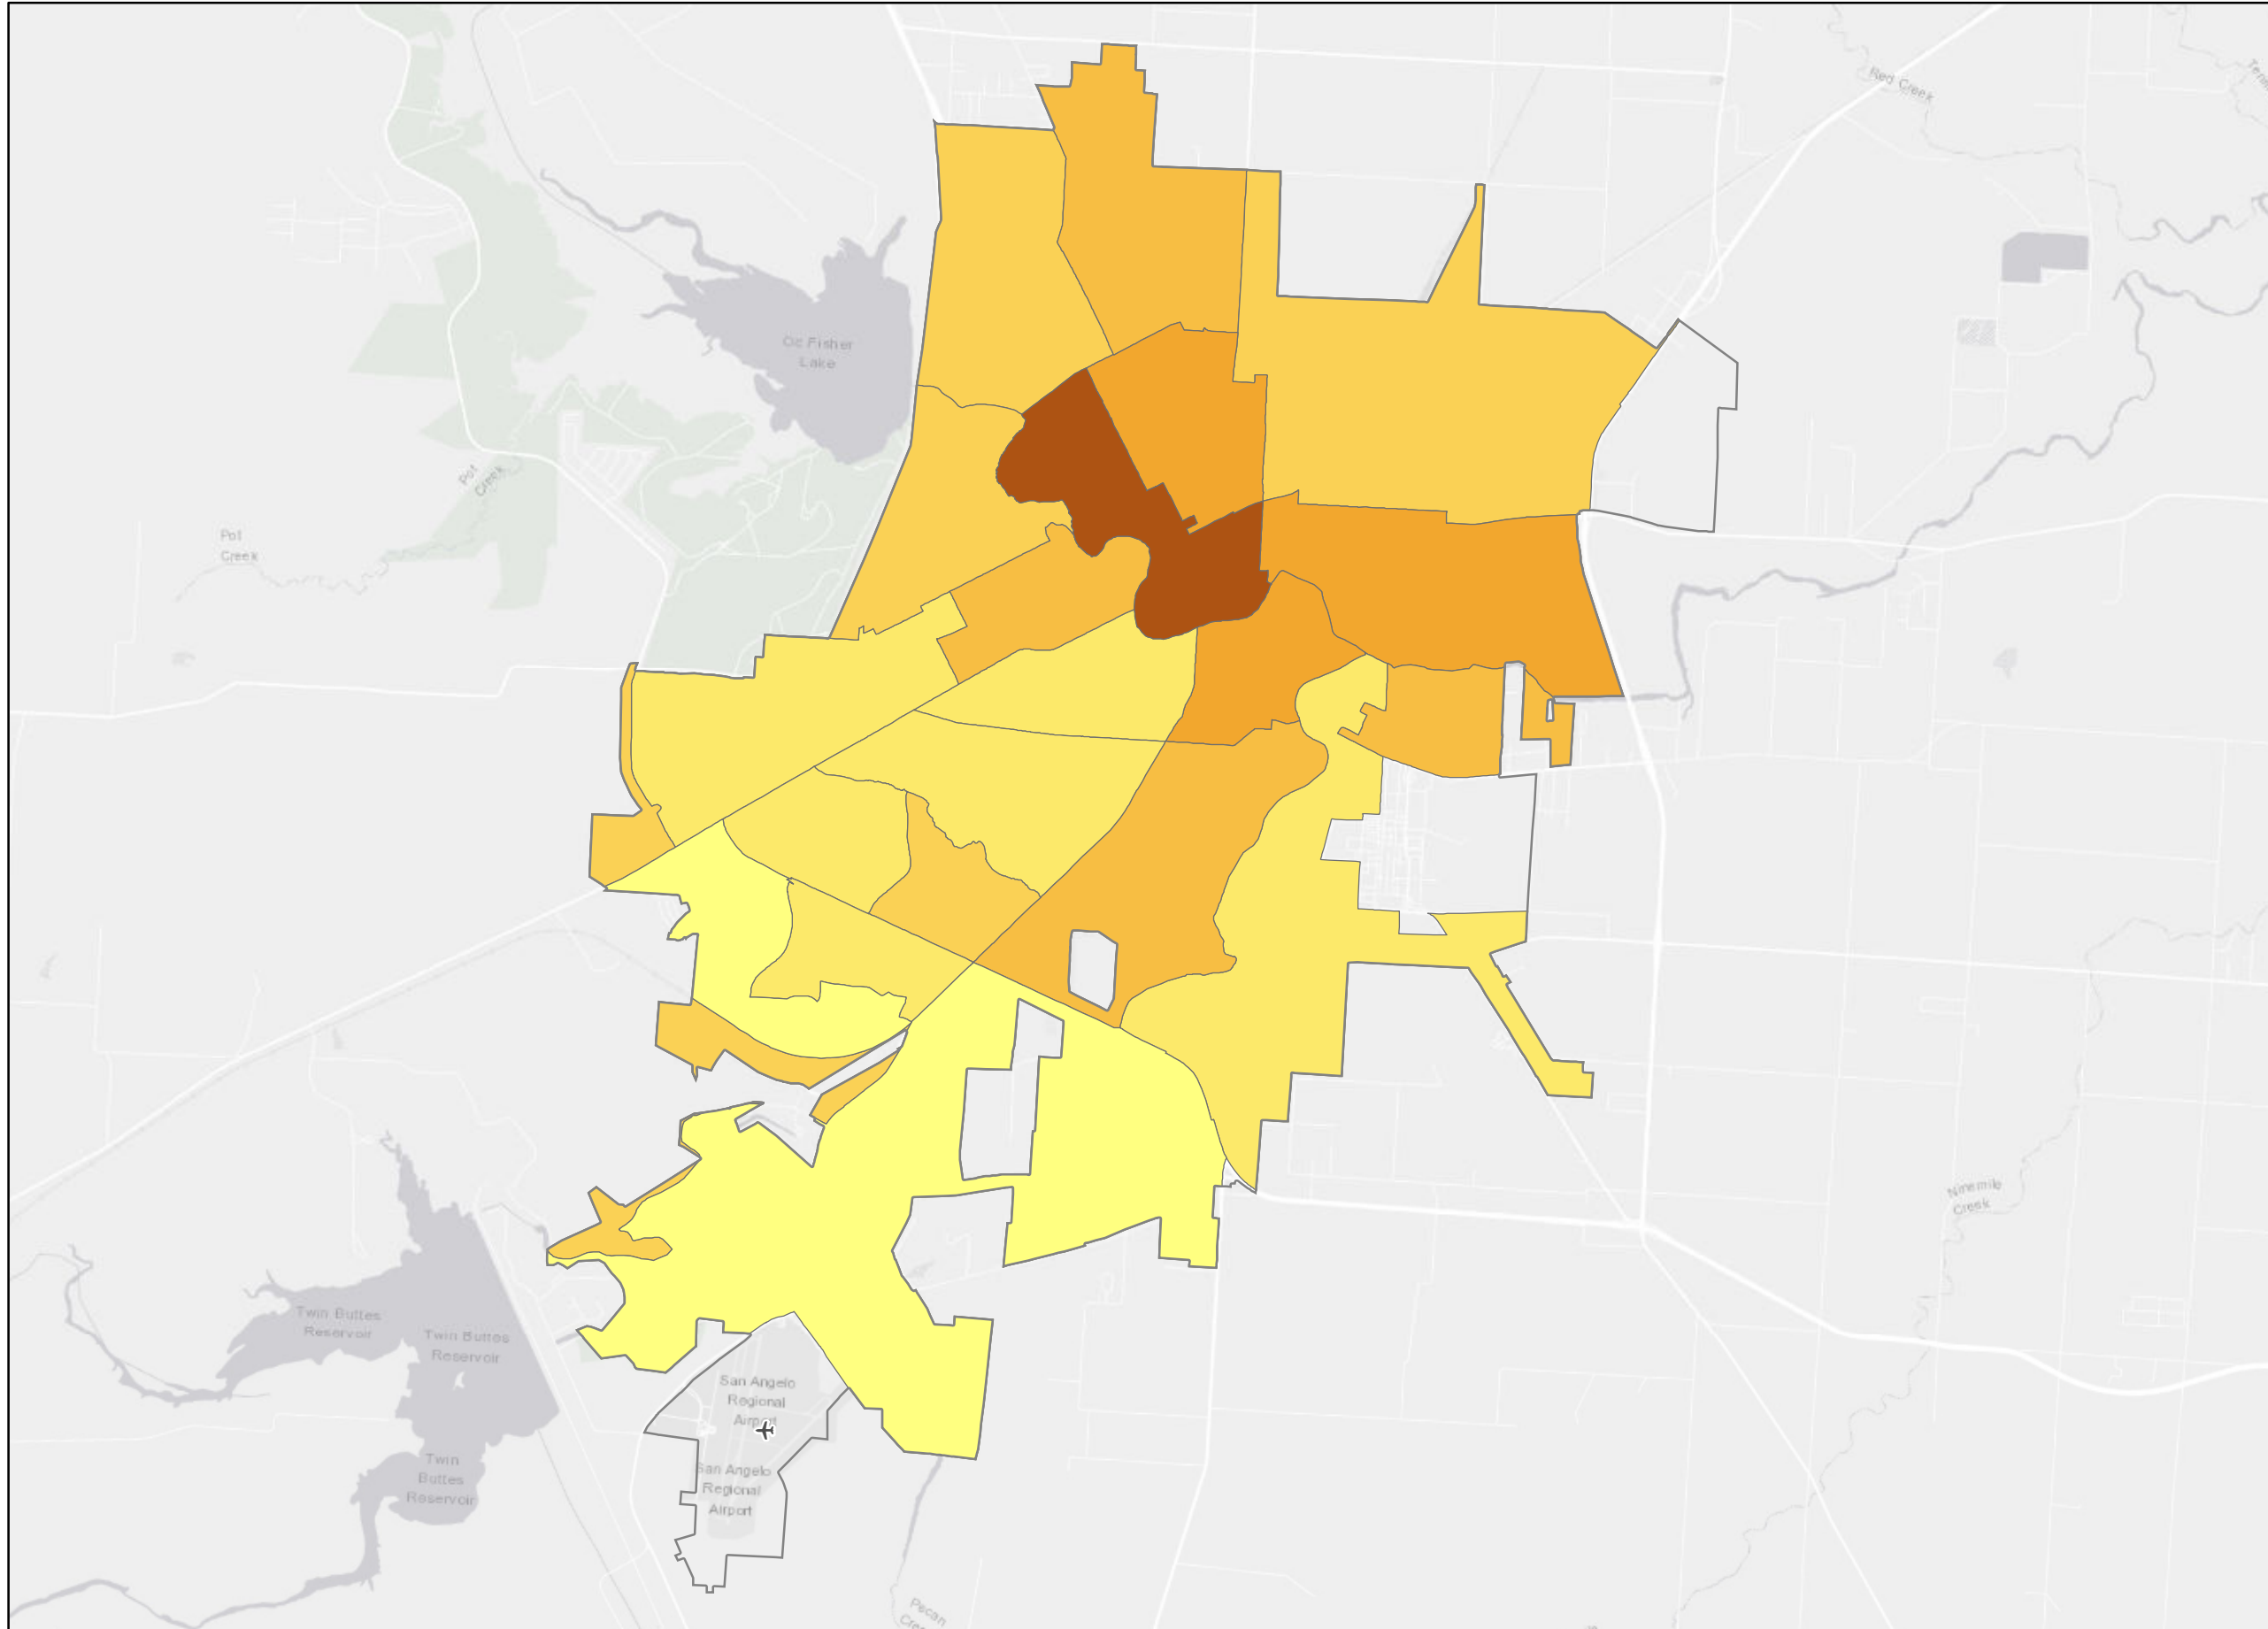 Red Creek
OC Fisher
Lake
Pot
Creek
Pot
Creek
Ninemile
Creek
Twin Buttes
Reservoir
Twin Buttes
Reservoir
San Angelo
Regional
Airport
Twin
Buttes
Reservoir
San Angelo
Regional
Airport
Pecan